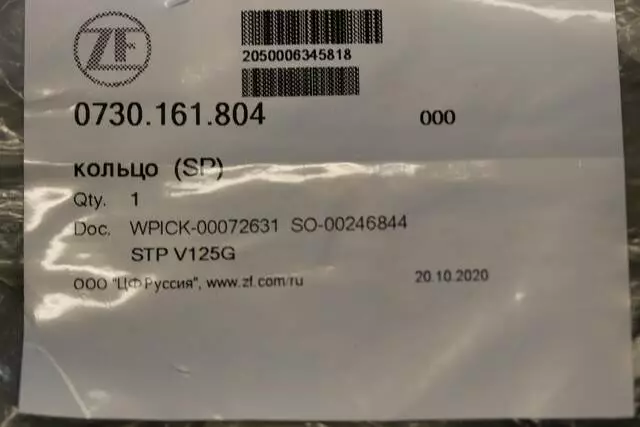 ZF
2050006345818
0730.161.804 000
кольцо (SP)
Qty. 1
Doc. WPICK-00072631 SO-00246844
STP V125G
ООО "ЦФ Руссия", www.zf.com/ru 20.10.2020